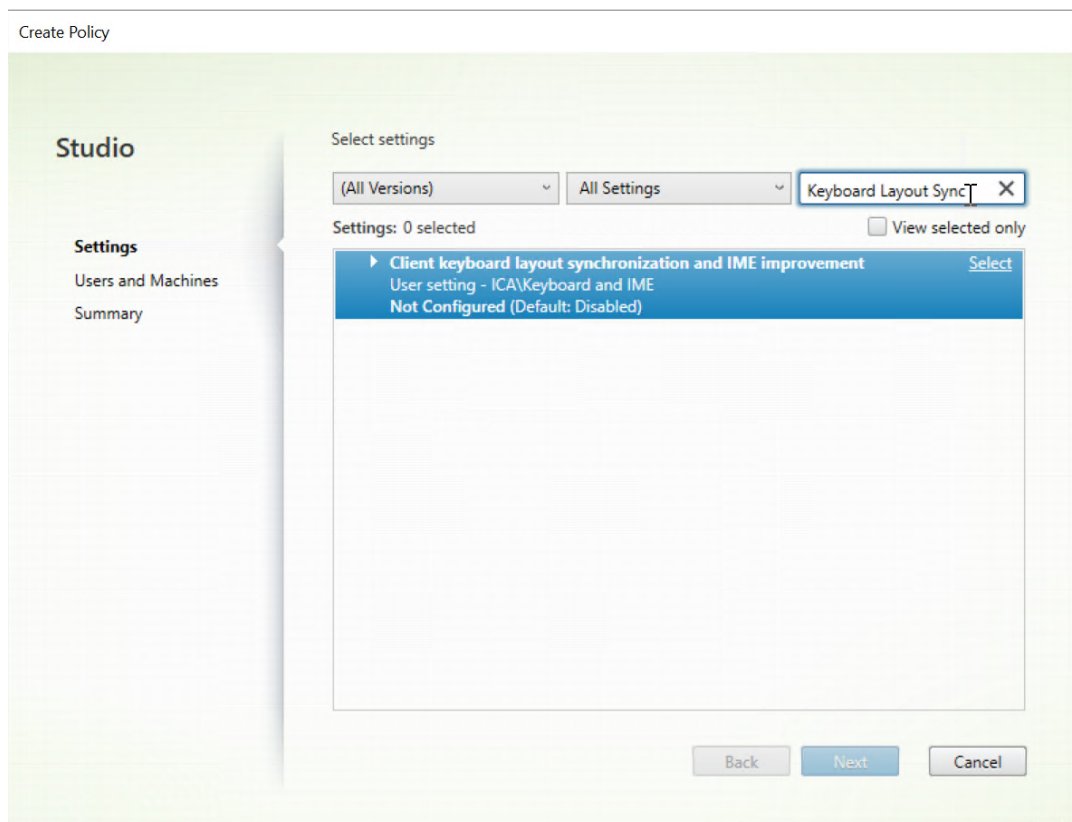 Create Policy
Studio
Settings
Users and Machines
Summary
Select settings
(All Versions)
All Settings
Keyboard Layout Sync
Settings: 0 selected
View selected only
Client keyboard layout synchronization and IME improvement
Select
User setting - ICA\Keyboard and IME
Not Configured (Default: Disabled)
Back
Next
Cancel